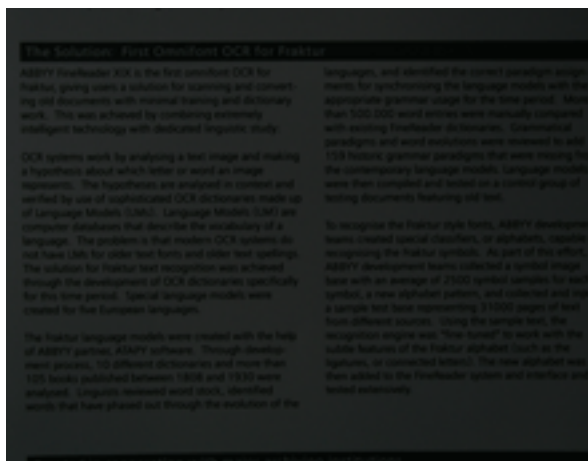 The Solution: First Omnifont OCR for Fraktur
ABBYY FineReader XIX is the first omnifont OCR for
fraktur, giving users a solution for scanning and convert-
ing old documents with minimal training and dictionary
work. This was achieved by combining extremely
intelligent technology with dedicated linguistic study.
OCR systems work by analysing a text image and making
a hypothesis about which letter or word an image
represents. The hypotheses are analysed in context and
verified by use of sophisticated OCR dictionaries made up
of Language Models (LMs). Language Models (LM) are
computer databases that describe the vocabulary of a
language. The problem is that modern OCR systems do
not have LMs for older text fonts and older text spellings.
The solution for Fraktur text recognition was achieved
through the development of OCR dictionaries specifically
for this time period. Special language models were
created for five European languages.
The fraktur language models were created with the help
of ABBYY partner, ATAPY software. Through develop-
ment process, 10 different dictionaries and more than
105 books published between 1808 and 1930 were
analysed. Linguists reviewed word stock, identified
words that have phased out through the evolution of the
languages, and identified the correct paradigm assign-
ments for synchronising the language models with the
appropriate grammar usage for the time period. More
than 500.000 word entries were manually compared
with existing FineReader dictionaries. Grammatical
paradigms and word evolutions were reviewed to add
159 historic grammar paradigms that were missing
the contemporary language models. Language models
were then compiled and tested on a control group of
testing documents featuring old text.
To recognise the Fraktur style fonts, ABBYY
teams created special classifiers, or alphabets, capable
recognising the fraktur symbols. As part of this effort,
ABBYY development teams collected a symbol image
base with an average of 2500 symbol samples for each
symbol, a new alphabet pattern, and collected and
a sample text base representing 31000 pages of text
from different sources. Using the sample text, the
recognition engine was "fine-tuned" to work with the
subtle features of the Fraktur alphabet (such as the
ligatures, or connected letters). The new alphabet was
then added to the FineReader system and interface and
tested extensively.